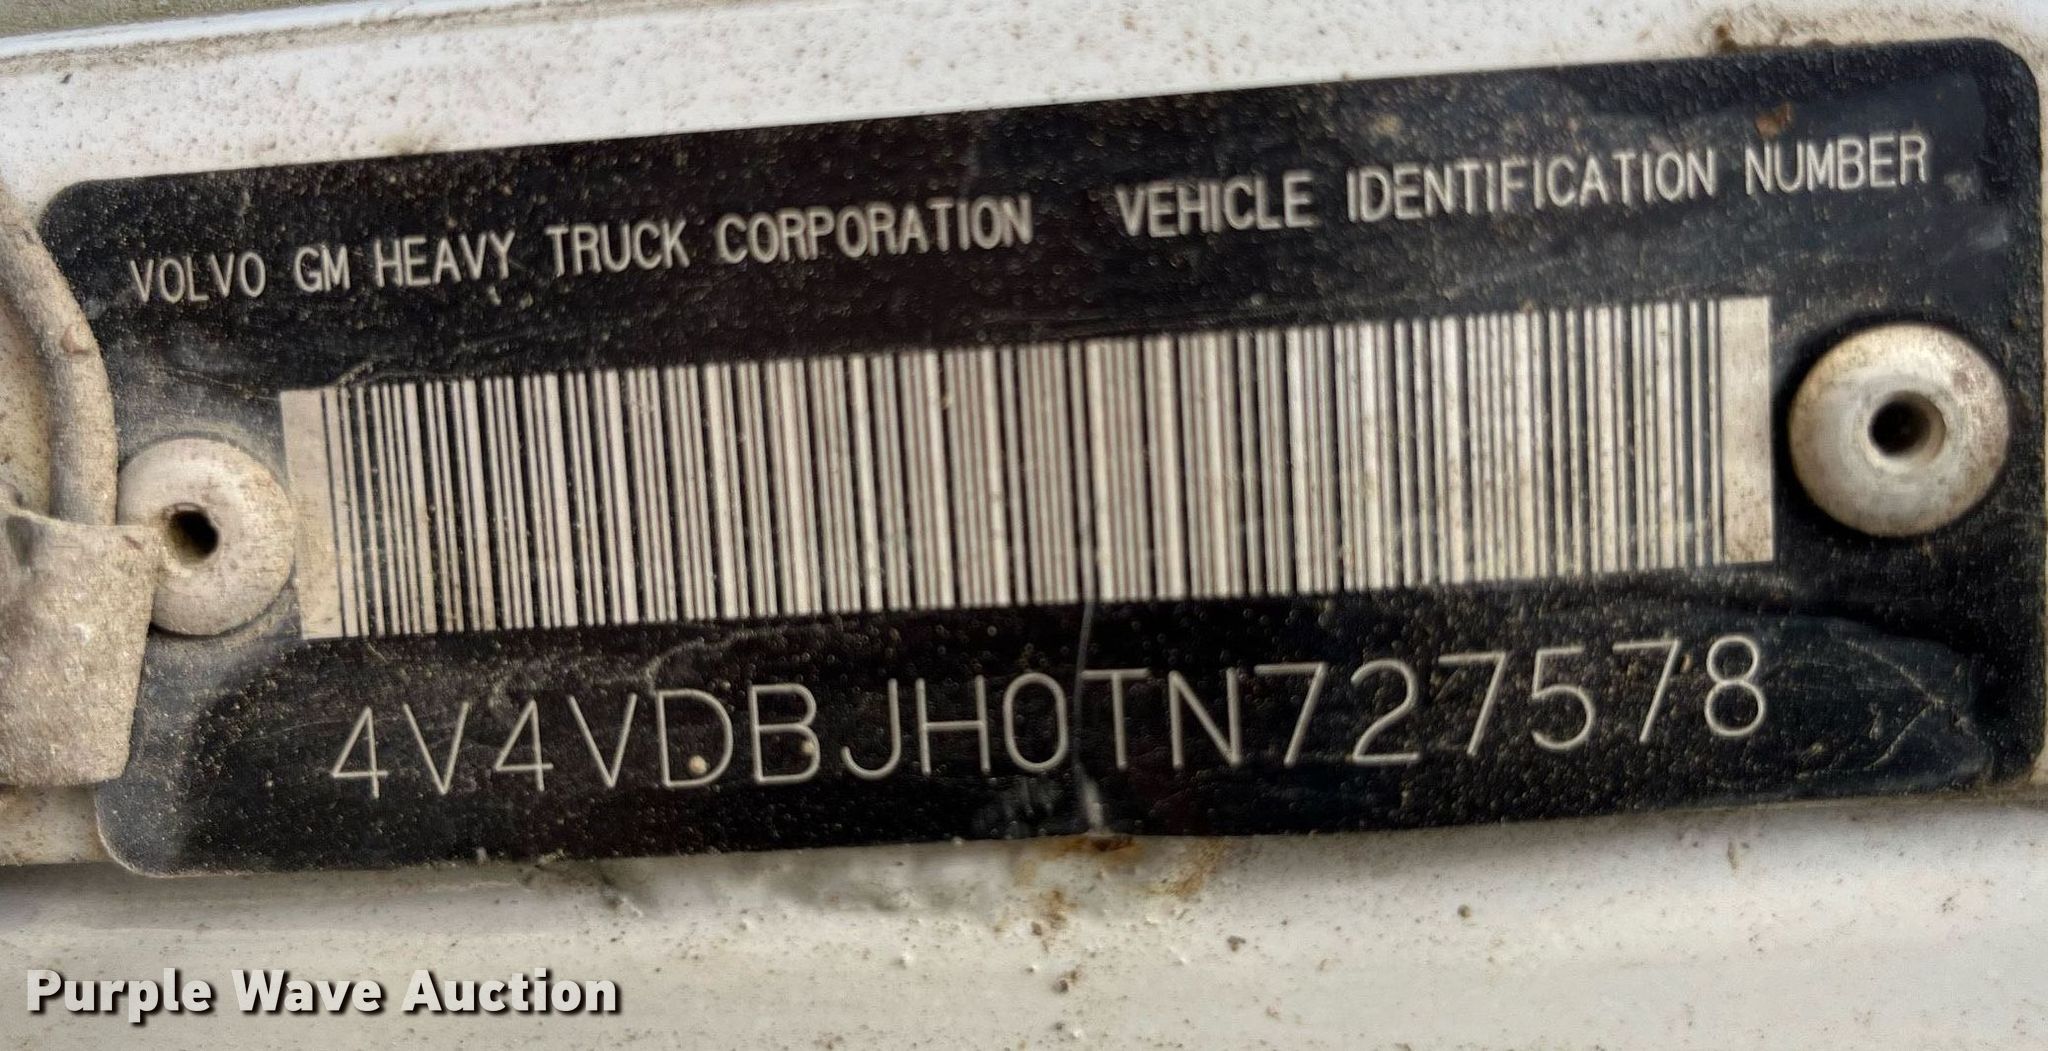 VOLVO GM HEAVY TRUCK CORPORATION VEHICLE IDENTIFICATION NUMBER
4V4VDBJH0TN727578
Purple Wave Auction